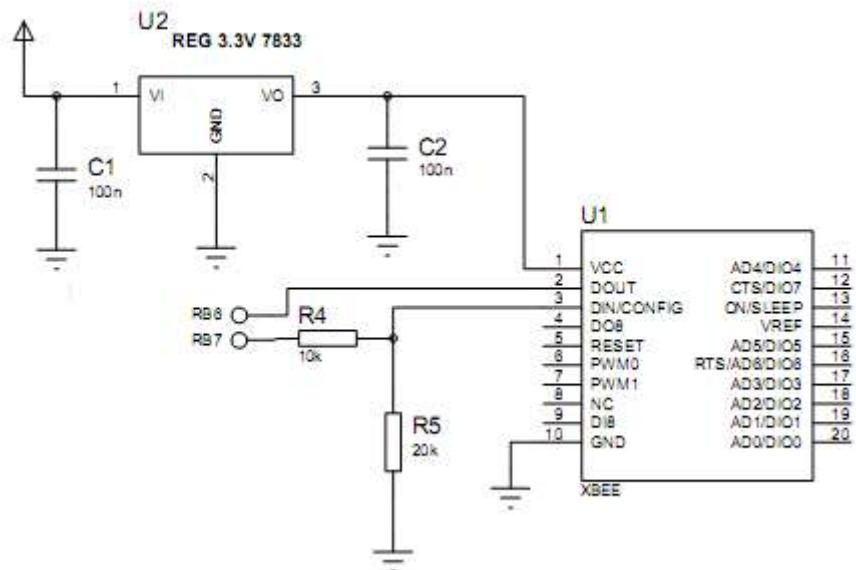 U2
REG 3.3V 7833
1 VI VO 3
GND
2
C1
100n
C2
100n
U1
1 VCC AD4/DIO4 11
2 DOUT CTS/DIO7 12
3 DIN/CONFIG ON/SLEEP 13
4 DO8 VREF 14
5 RESET AD5/DIO5 15
6 PWM0 RTS/AD6/DIO6 16
7 PWM1 AD3/DIO3 17
8 NC AD2/DIO2 18
9 DI8 AD1/DIO1 19
10 GND AD0/DIO0 20
XBEE
RB6
RB7
R4
10k
R5
20k